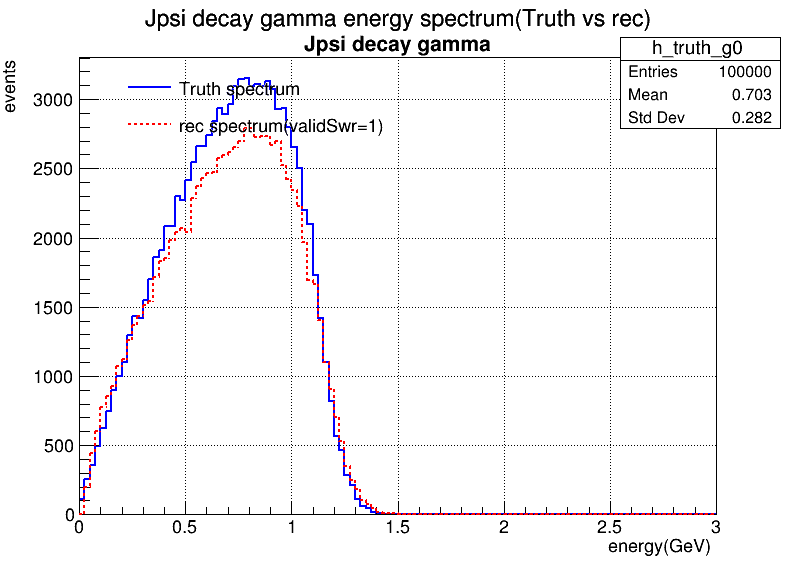 Jpsi decay gamma energy spectrum(Truth vs rec)
Jpsi decay gamma
h_truth_g0
Entries 100000
Mean 0.703
Std Dev 0.282
events
Truth spectrum
rec spectrum(validSwr=1)
3000
2500
2000
1500
1000
500
0
0 0.5 1 1.5 2 2.5 3
energy(GeV)